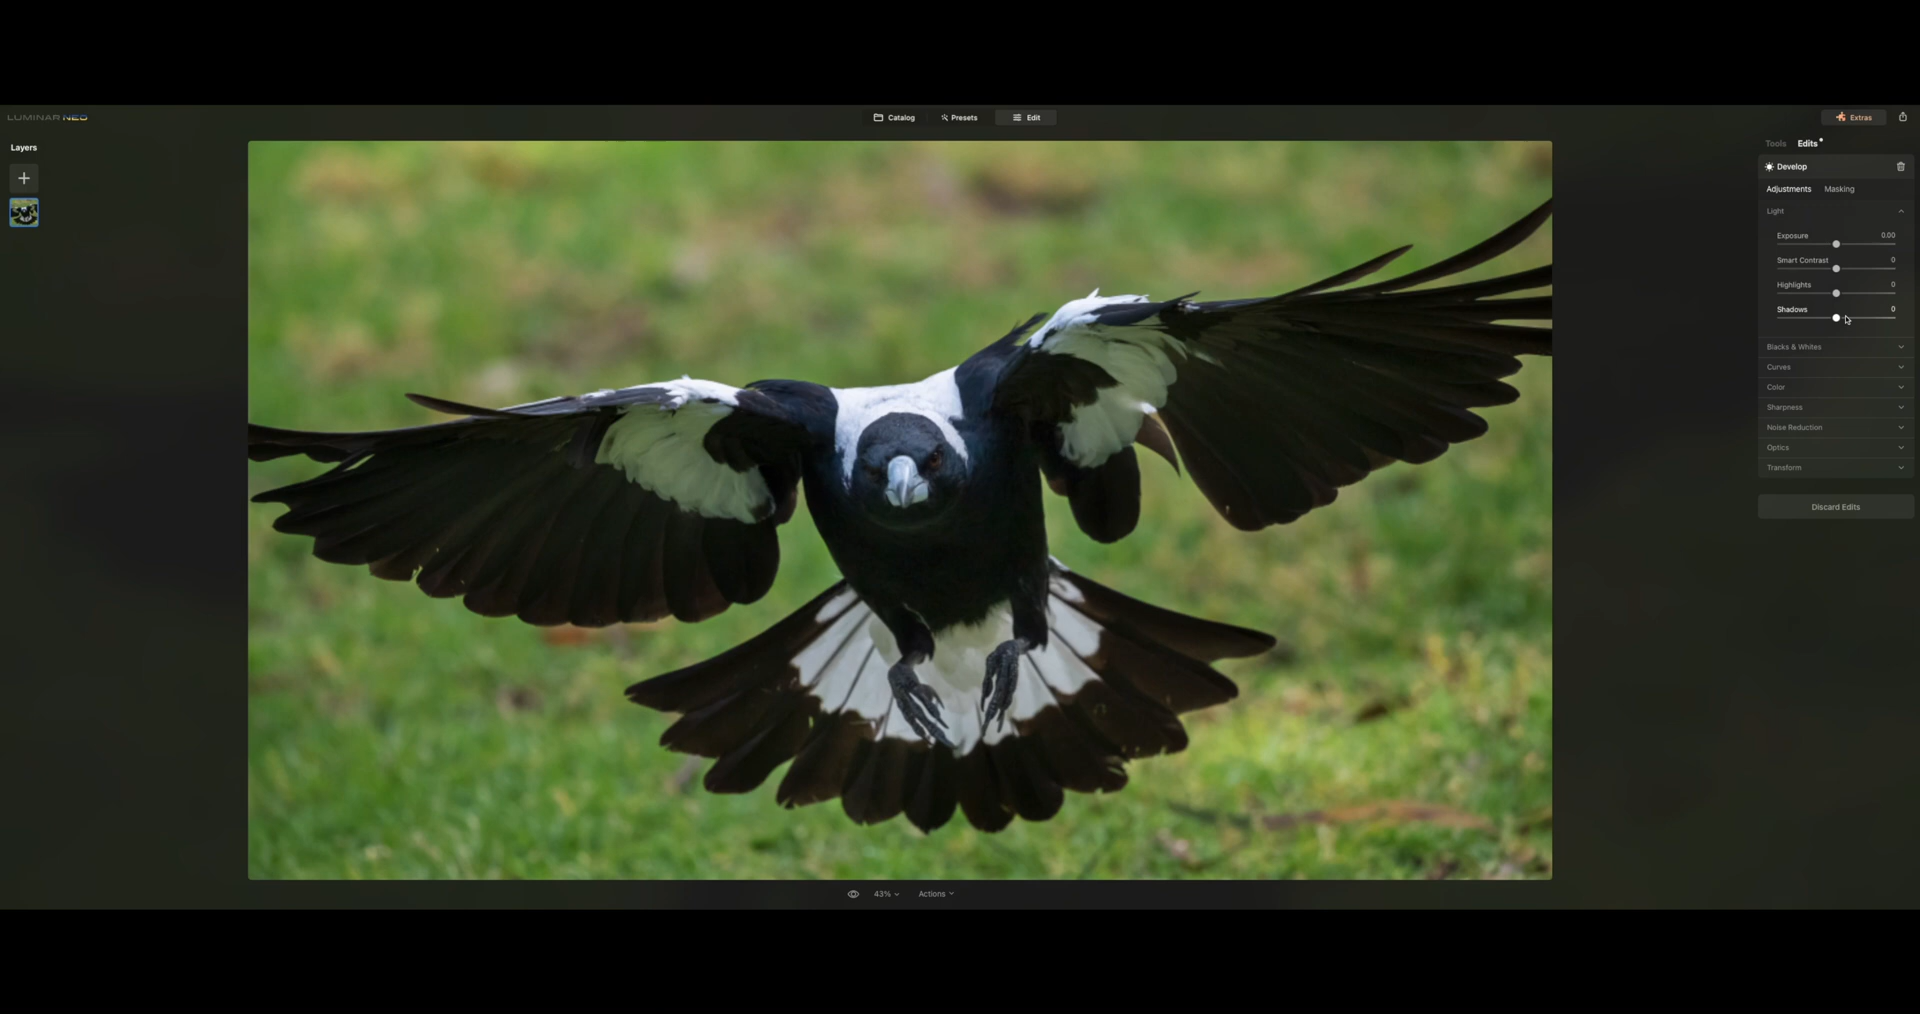 LUMINAR NEO
Catalog
Presets
Edit
Extras
Layers
Tools
Edits
Develop
Adjustments
Masking
Light
Exposure 0.00
Smart Contrast 0
Highlights 0
Shadows 0
Blacks & Whites
Curves
Color
Sharpness
Noise Reduction
Optics
Transform
Discard Edits
43%
Actions